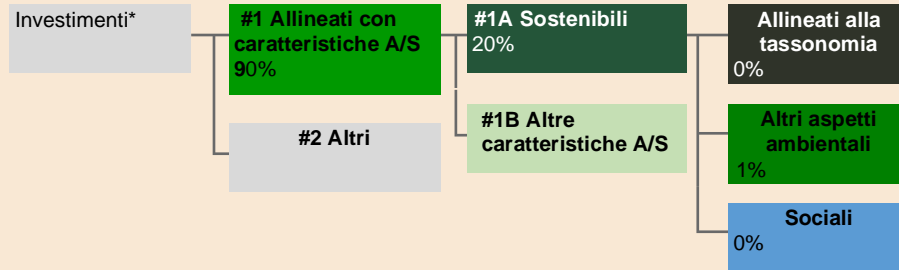 Investimenti*
#1 Allineati con
caratteristiche A/S
90%
#2 Altri
#1A Sostenibili
20%
#1B Altre
caratteristiche A/S
Allineati alla
tassonomia
0%
Altri aspetti
ambientali
1%
Sociali
0%